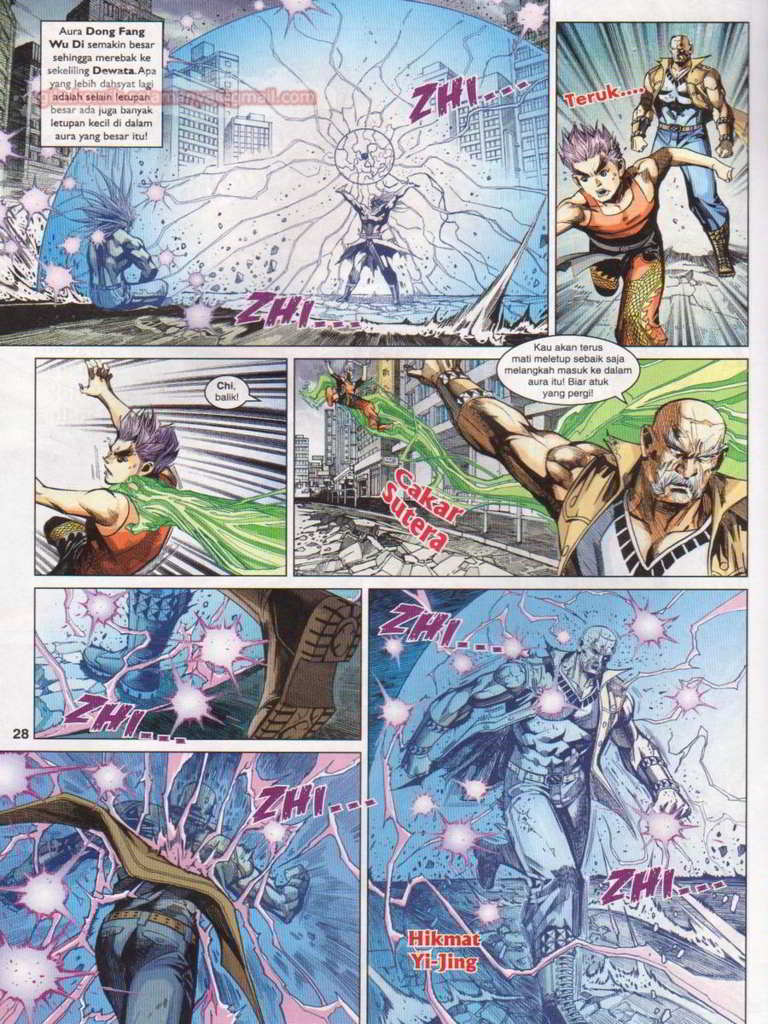 Aura Dong Fang
Wu Di semakin besar
sehingga merebak ke
sekeliling Dewata. Apa
yang lebih dahsyat lagi
adalah selain letupan
besar ada juga banyak
letupan kecil di dalam
aura yang besar itu!
ZHI...
Teruk....
ZHI...
Chi,
balik!
Kau akan terus
mati meletup sebaik saja
melangkah masuk ke dalam
aura itu! Biar atuk
yang pergi!
Cakar
Sutera
ZHI...
ZHI...
28
ZHI...
ZHI...
Hikmat
Yi-Jing